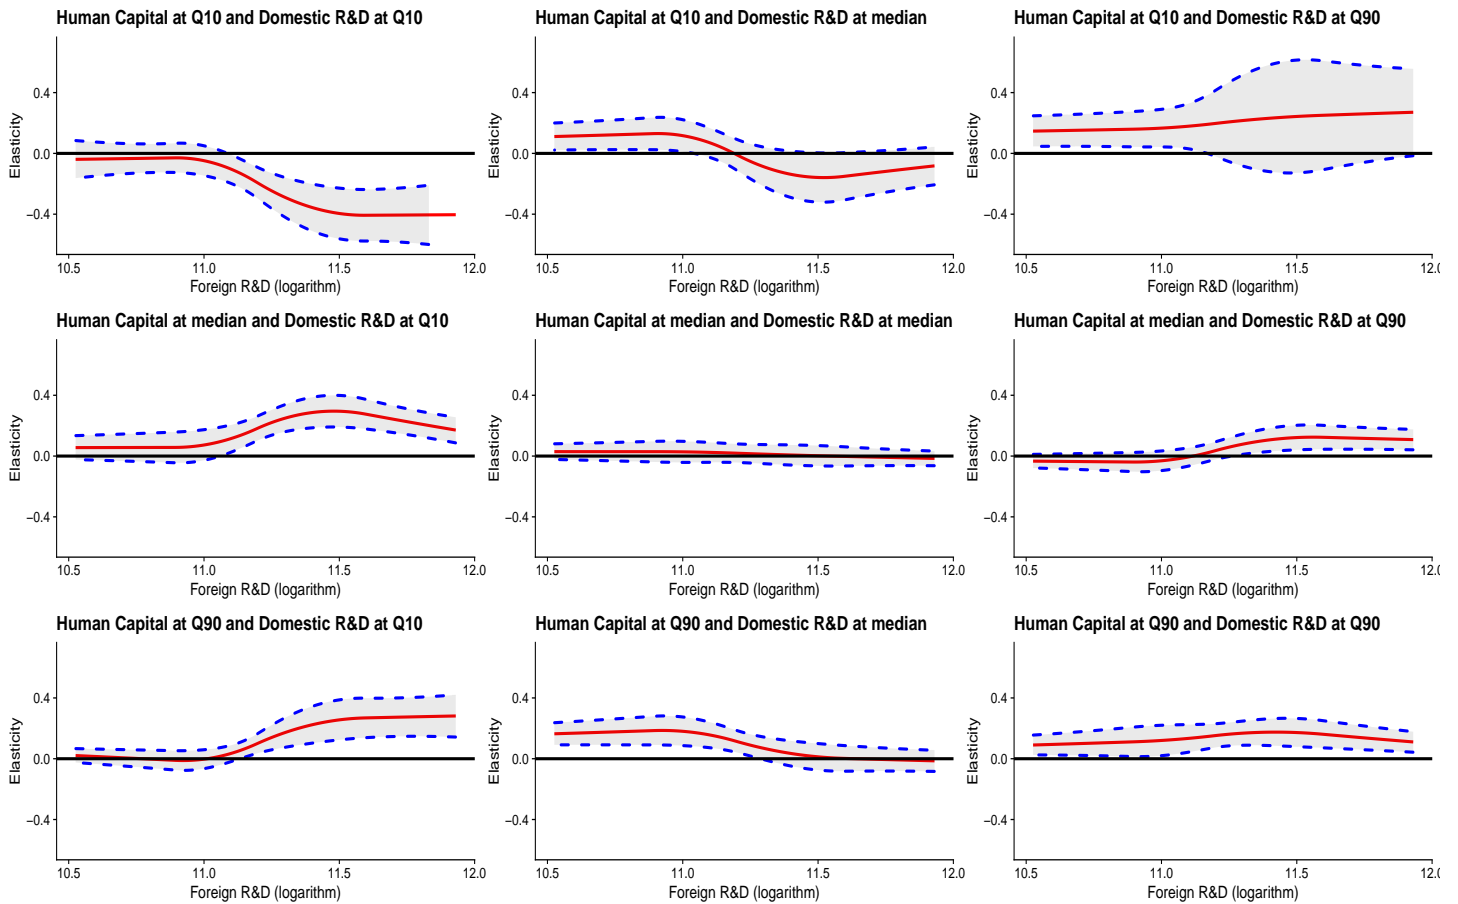 Human Capital at Q10 and Domestic R&D at Q10
Elasticity
0.4
0.0
−0.4
10.5 11.0 11.5 12.0
Foreign R&D (logarithm)
Human Capital at Q10 and Domestic R&D at median
Elasticity
0.4
0.0
−0.4
10.5 11.0 11.5 12.0
Foreign R&D (logarithm)
Human Capital at Q10 and Domestic R&D at Q90
Elasticity
0.4
0.0
−0.4
10.5 11.0 11.5 12.0
Foreign R&D (logarithm)
Human Capital at median and Domestic R&D at Q10
Elasticity
0.4
0.0
−0.4
10.5 11.0 11.5 12.0
Foreign R&D (logarithm)
Human Capital at median and Domestic R&D at median
Elasticity
0.4
0.0
−0.4
10.5 11.0 11.5 12.0
Foreign R&D (logarithm)
Human Capital at median and Domestic R&D at Q90
Elasticity
0.4
0.0
−0.4
10.5 11.0 11.5 12.0
Foreign R&D (logarithm)
Human Capital at Q90 and Domestic R&D at Q10
Elasticity
0.4
0.0
−0.4
10.5 11.0 11.5 12.0
Foreign R&D (logarithm)
Human Capital at Q90 and Domestic R&D at median
Elasticity
0.4
0.0
−0.4
10.5 11.0 11.5 12.0
Foreign R&D (logarithm)
Human Capital at Q90 and Domestic R&D at Q90
Elasticity
0.4
0.0
−0.4
10.5 11.0 11.5 12.0
Foreign R&D (logarithm)